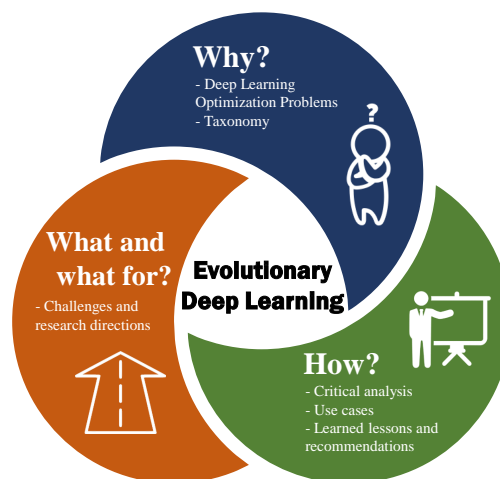 Why?
- Deep Learning
Optimization Problems
- Taxonomy
?
What and
what for?
- Challenges and
research directions
Evolutionary
Deep Learning
How?
- Critical analysis
- Use cases
- Learned lessons and
recommendations